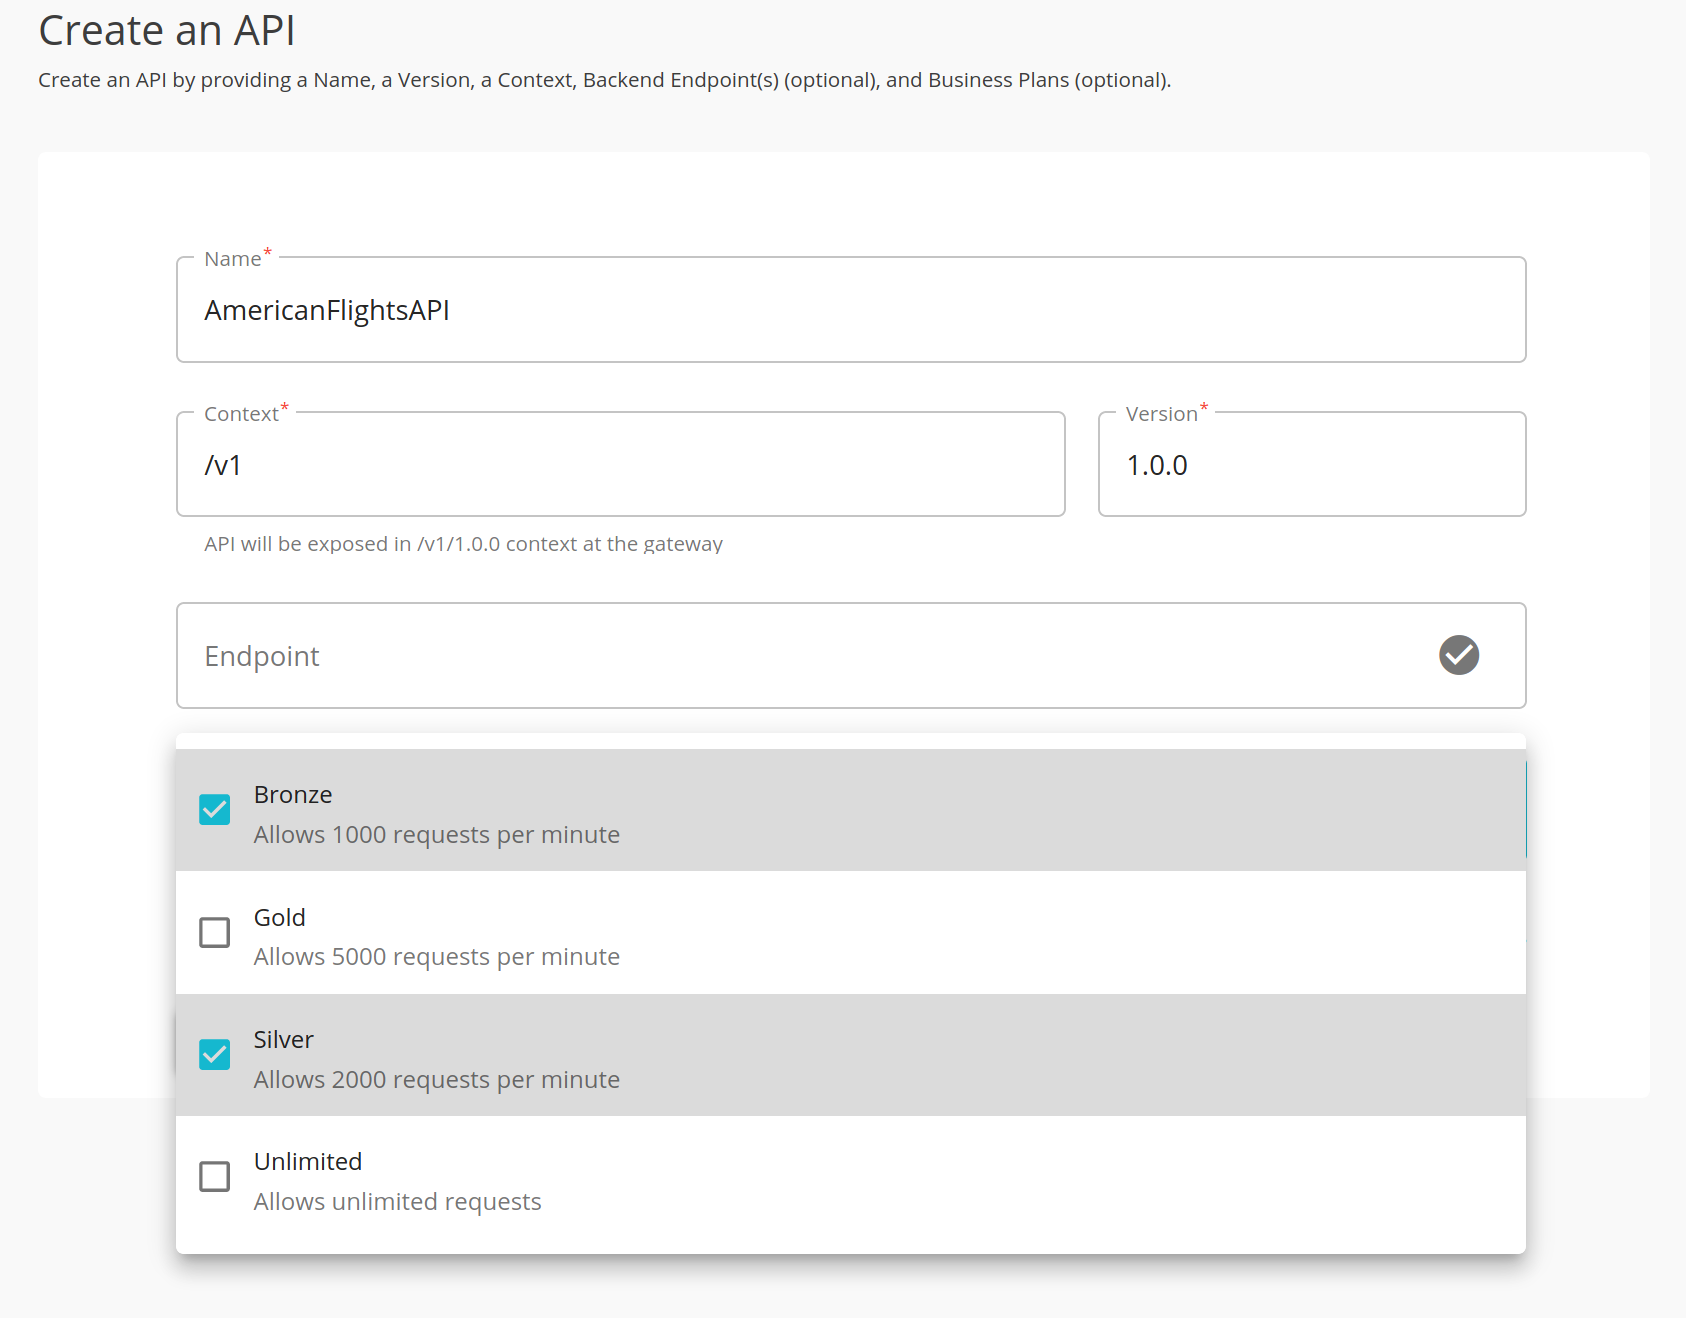 Create an API
Create an API by providing a Name, a Version, a Context, Backend Endpoint(s) (optional), and Business Plans (optional).
Name*
AmericanFlightsAPI
Context*
Version*
/v1
1.0.0
API will be exposed in /v1/1.0.0 context at the gateway
Endpoint
Bronze
Allows 1000 requests per minute
Gold
Allows 5000 requests per minute
Silver
Allows 2000 requests per minute
Unlimited
Allows unlimited requests